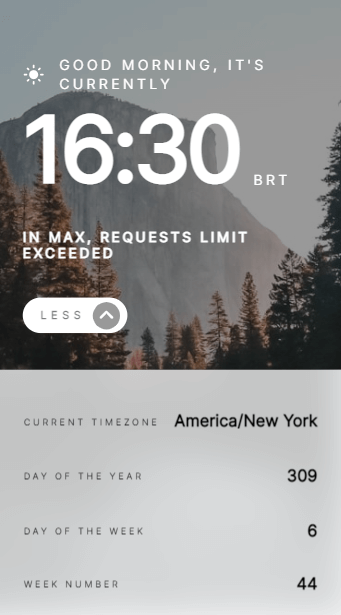 GOOD MORNING, IT'S
CURRENTLY
16:30 BRT
IN MAX, REQUESTS LIMIT
EXCEEDED
LESS
CURRENT TIMEZONE America/New York
DAY OF THE YEAR 309
DAY OF THE WEEK 6
WEEK NUMBER 44